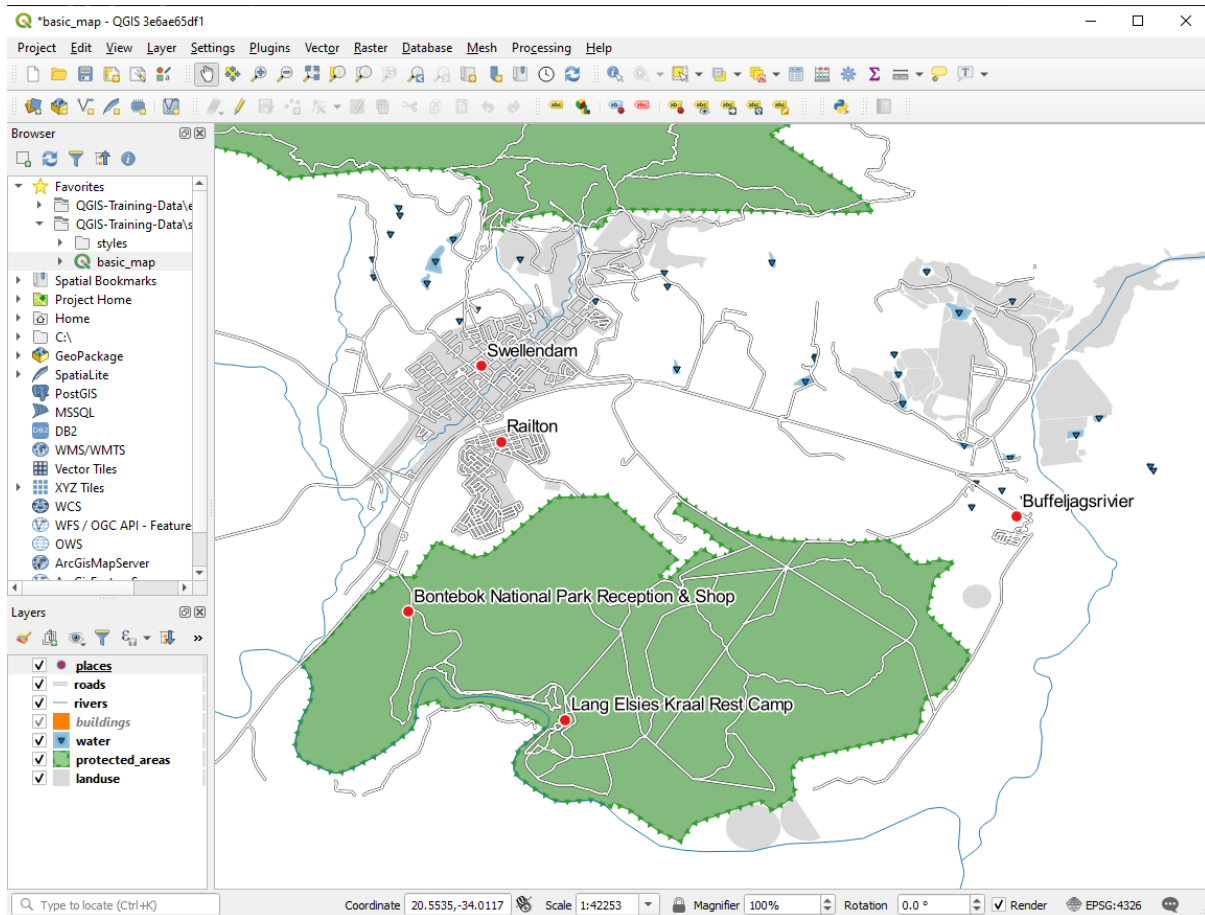 *basic_map - QGIS 3e6ae65df1
Project Edit View Layer Settings Plugins Vector Raster Database Mesh Processing Help
Browser
Favorites
QGIS-Training-Data\e
QGIS-Training-Data\s
styles
basic_map
Spatial Bookmarks
Project Home
Home
C:\
GeoPackage
SpatiaLite
PostGIS
MSSQL
DB2
WMS/WMTS
Vector Tiles
XYZ Tiles
WCS
WFS / OGC API - Feature
OWS
ArcGisMapServer
Layers
places
roads
rivers
buildings
water
protected_areas
landuse
Swellendam
Railton
Buffeljagsrivier
Bontebok National Park Reception & Shop
Lang Elsies Kraal Rest Camp
Type to locate (Ctrl+K) Coordinate 20.5535,-34.0117 Scale 1:42253 Magnifier 100% Rotation 0.0 ° Render EPSG:4326